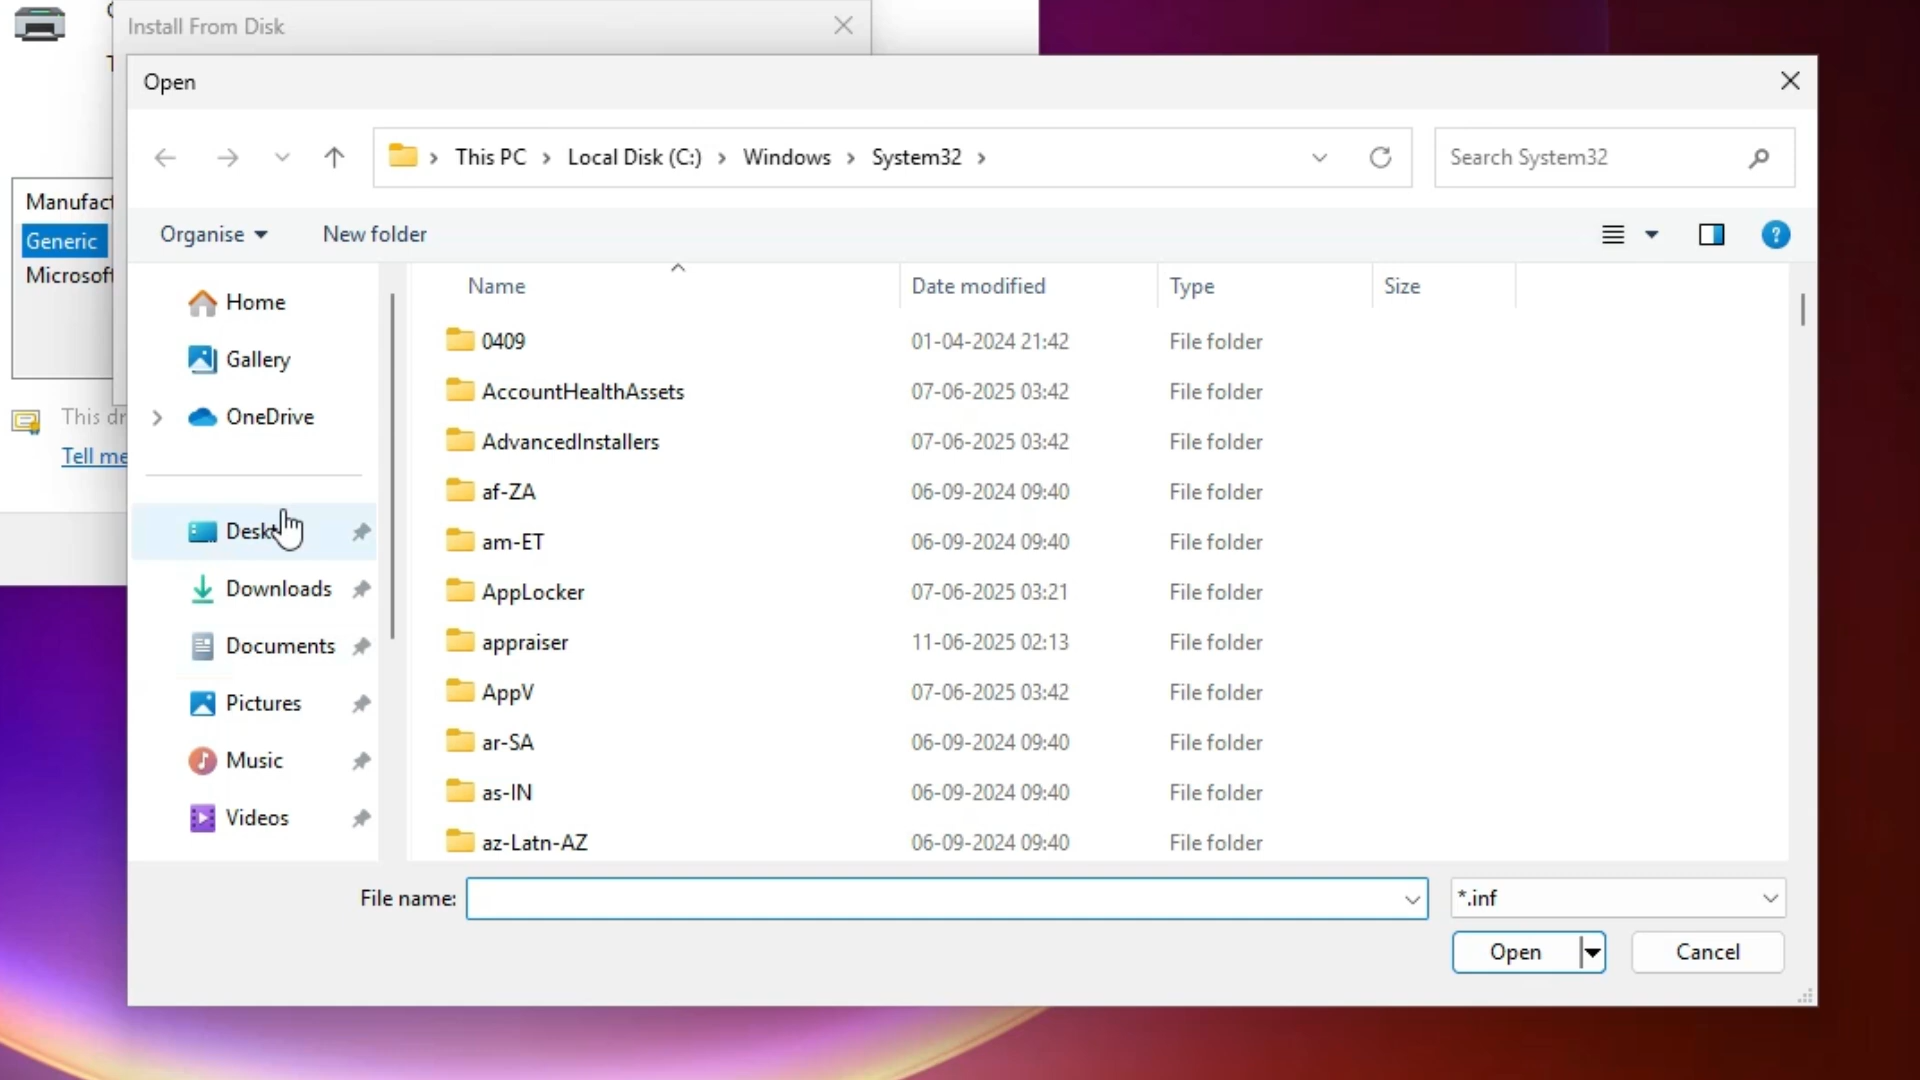 Install From Disk
Open
This PC Local Disk (C:) Windows System32
Search System32
Organise New folder
Manufact
Generic
Microsoft
This dr
Tell me
Home
Gallery
OneDrive
Desk
Downloads
Documents
Pictures
Music
Videos
Name Date modified Type Size
0409 01-04-2024 21:42 File folder
AccountHealthAssets 07-06-2025 03:42 File folder
AdvancedInstallers 07-06-2025 03:42 File folder
af-ZA 06-09-2024 09:40 File folder
am-ET 06-09-2024 09:40 File folder
AppLocker 07-06-2025 03:21 File folder
appraiser 11-06-2025 02:13 File folder
AppV 07-06-2025 03:42 File folder
ar-SA 06-09-2024 09:40 File folder
as-IN 06-09-2024 09:40 File folder
az-Latn-AZ 06-09-2024 09:40 File folder
File name: *.inf
Open Cancel